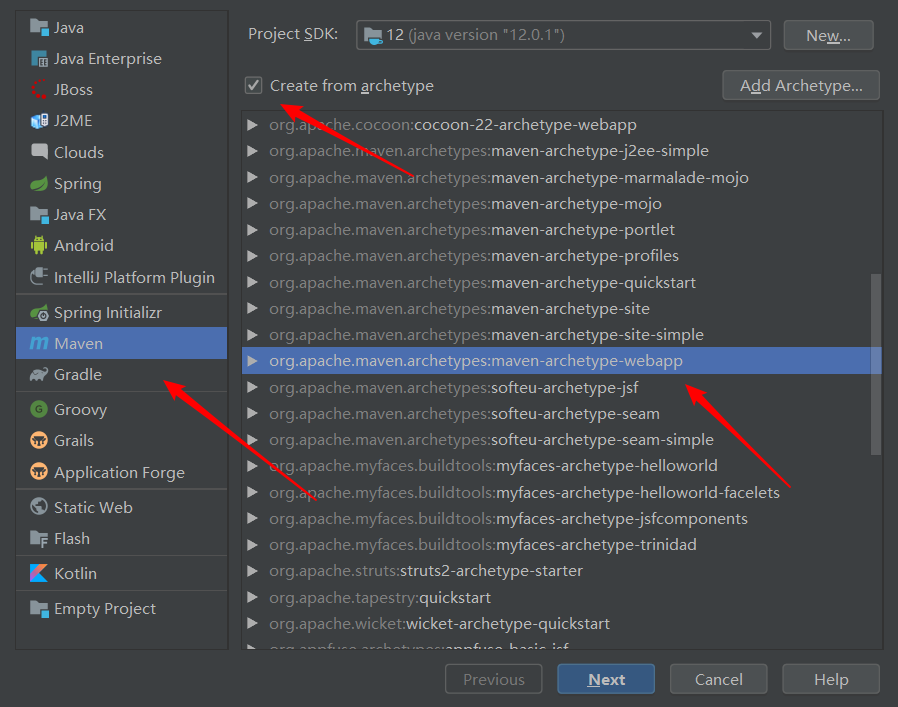 Java
Java Enterprise
JBoss
J2ME
Clouds
Spring
Java FX
Android
IntelliJ Platform Plugin
Spring Initializr
Maven
Gradle
Groovy
Grails
Application Forge
Static Web
Flash
Kotlin
Empty Project
Project SDK: 12 (java version "12.0.1") New...
Create from archetype Add Archetype...
org.apache.cocoon:cocoon-22-archetype-webapp
org.apache.maven.archetypes:maven-archetype-j2ee-simple
org.apache.maven.archetypes:maven-archetype-marmalade-mojo
org.apache.maven.archetypes:maven-archetype-mojo
org.apache.maven.archetypes:maven-archetype-portlet
org.apache.maven.archetypes:maven-archetype-profiles
org.apache.maven.archetypes:maven-archetype-quickstart
org.apache.maven.archetypes:maven-archetype-site
org.apache.maven.archetypes:maven-archetype-site-simple
org.apache.maven.archetypes:maven-archetype-webapp
org.apache.maven.archetypes:softeu-archetype-jsf
org.apache.maven.archetypes:softeu-archetype-seam
org.apache.maven.archetypes:softeu-archetype-seam-simple
org.apache.myfaces.buildtools:myfaces-archetype-helloworld
org.apache.myfaces.buildtools:myfaces-archetype-helloworld-facelets
org.apache.myfaces.buildtools:myfaces-archetype-jsfcomponents
org.apache.myfaces.buildtools:myfaces-archetype-trinidad
org.apache.struts:struts2-archetype-starter
org.apache.tapestry:quickstart
org.apache.wicket:wicket-archetype-quickstart
org.appfuse.archetypes:appfuse-basic-jsf
Previous Next Cancel Help